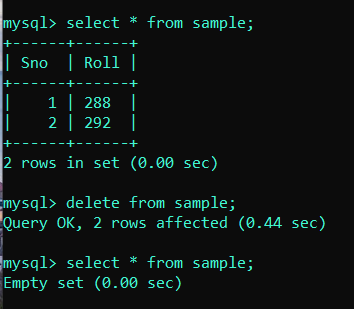 mysql> select * from sample;
+------+------+
| Sno  | Roll |
+------+------+
|    1 | 288  |
|    2 | 292  |
+------+------+
2 rows in set (0.00 sec)
mysql> delete from sample;
Query OK, 2 rows affected (0.44 sec)
mysql> select * from sample;
Empty set (0.00 sec)